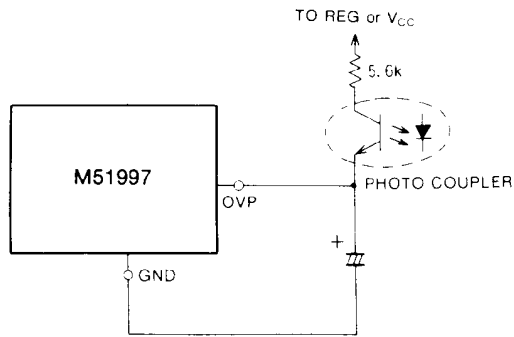 TO REG or VCC
5.6k
M51997
OVP
PHOTO COUPLER
+
GND